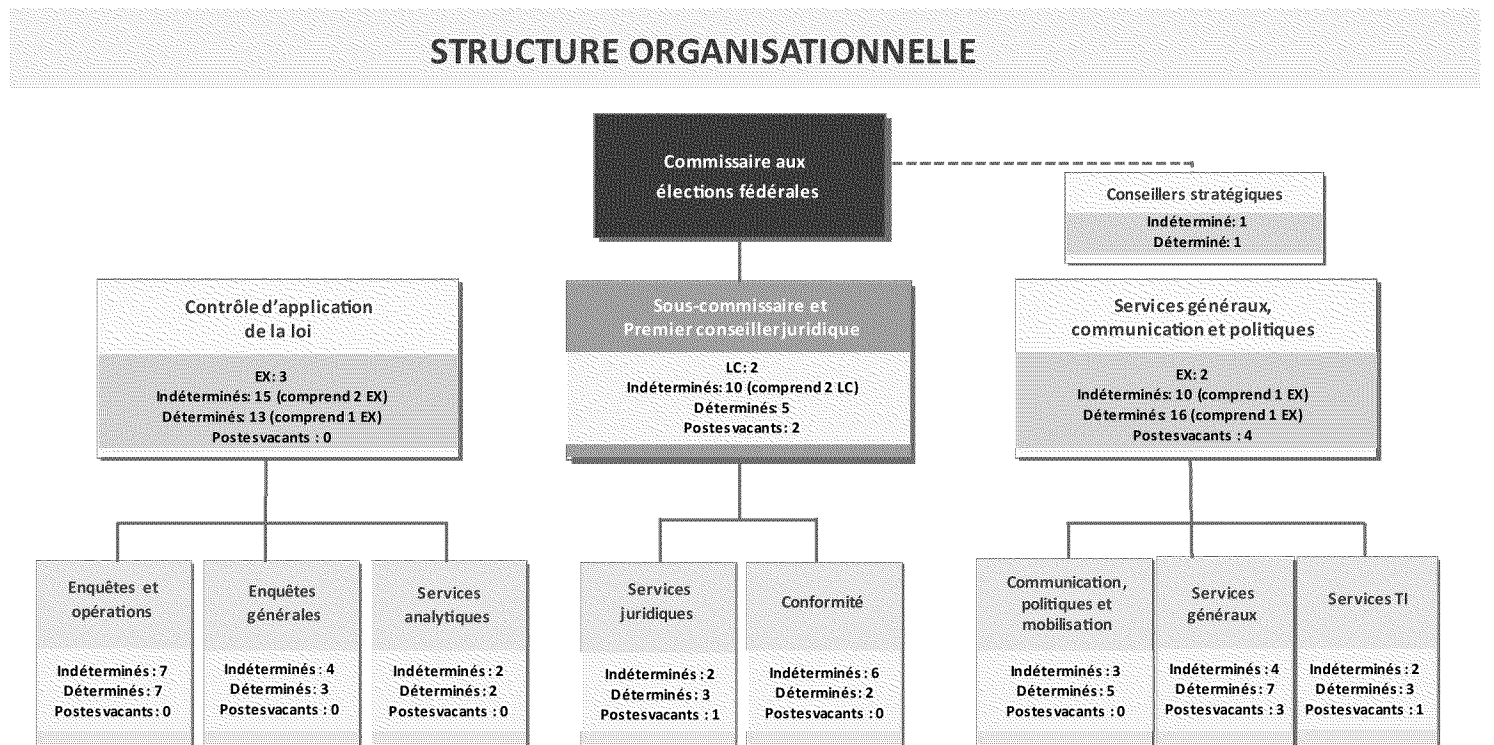 STRUCTURE ORGANISATIONNELLE
Commissaire aux
élections fédérales
Conseillers stratégiques
Indéterminé: 1
Déterminé: 1
Contrôle d’application
de la loi
EX: 3
Indéterminés: 15 (comprend 2 EX)
Déterminés: 13 (comprend 1 EX)
Postes vacants : 0
Sous-commissaire et
Premier conseiller juridique
LC: 2
Indéterminés: 10 (comprend 2 LC)
Déterminés: 5
Postes vacants: 2
Services généraux,
communication et politiques
EX: 2
Indéterminés: 10 (comprend 1 EX)
Déterminés: 16 (comprend 1 EX)
Postes vacants : 4
Enquêtes et
opérations
Indéterminés : 7
Déterminés : 7
Postes vacants : 0
Enquêtes
générales
Indéterminés : 4
Déterminés : 3
Postes vacants : 0
Services
analytiques
Indéterminés : 2
Déterminés : 2
Postes vacants : 0
Services
juridiques
Indéterminés : 2
Déterminés : 3
Postes vacants : 1
Conformité
Indéterminés : 6
Déterminés : 2
Postes vacants : 0
Communication,
politiques et
mobilisation
Indéterminés : 3
Déterminés : 5
Postes vacants : 0
Services
généraux
Indéterminés : 4
Déterminés : 7
Postes vacants : 3
Services TI
Indéterminés : 2
Déterminés : 3
Postes vacants : 1